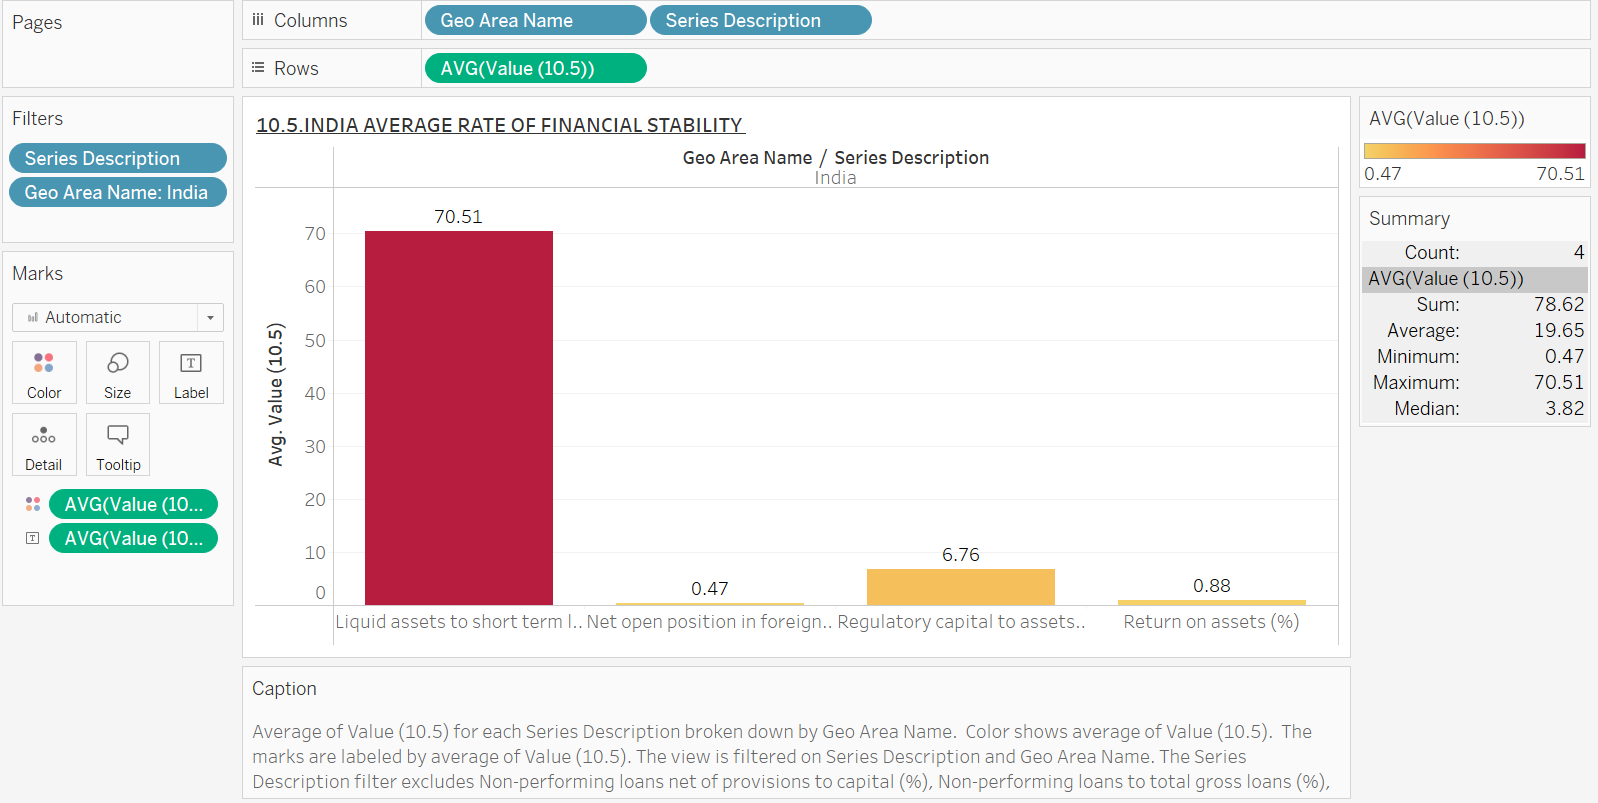 Pages
Columns
Geo Area Name
Series Description
Rows
AVG(Value (10.5))
Filters
Series Description
Geo Area Name: India
Marks
Automatic
Color
Size
Label
Detail
Tooltip
AVG(Value (10...
AVG(Value (10...
10.5.INDIA AVERAGE RATE OF FINANCIAL STABILITY
Geo Area Name / Series Description
India
Avg. Value (10.5)
70
60
50
40
30
20
10
0
70.51
0.47
6.76
0.88
Liquid assets to short term l..
Net open position in foreign..
Regulatory capital to assets..
Return on assets (%)
Caption
Average of Value (10.5) for each Series Description broken down by Geo Area Name.  Color shows average of Value (10.5).  The
marks are labeled by average of Value (10.5). The view is filtered on Series Description and Geo Area Name. The Series
Description filter excludes Non-performing loans net of provisions to capital (%), Non-performing loans to total gross loans (%),
AVG(Value (10.5))
0.47 70.51
Summary
Count: 4
AVG(Value (10.5))
Sum: 78.62
Average: 19.65
Minimum: 0.47
Maximum: 70.51
Median: 3.82